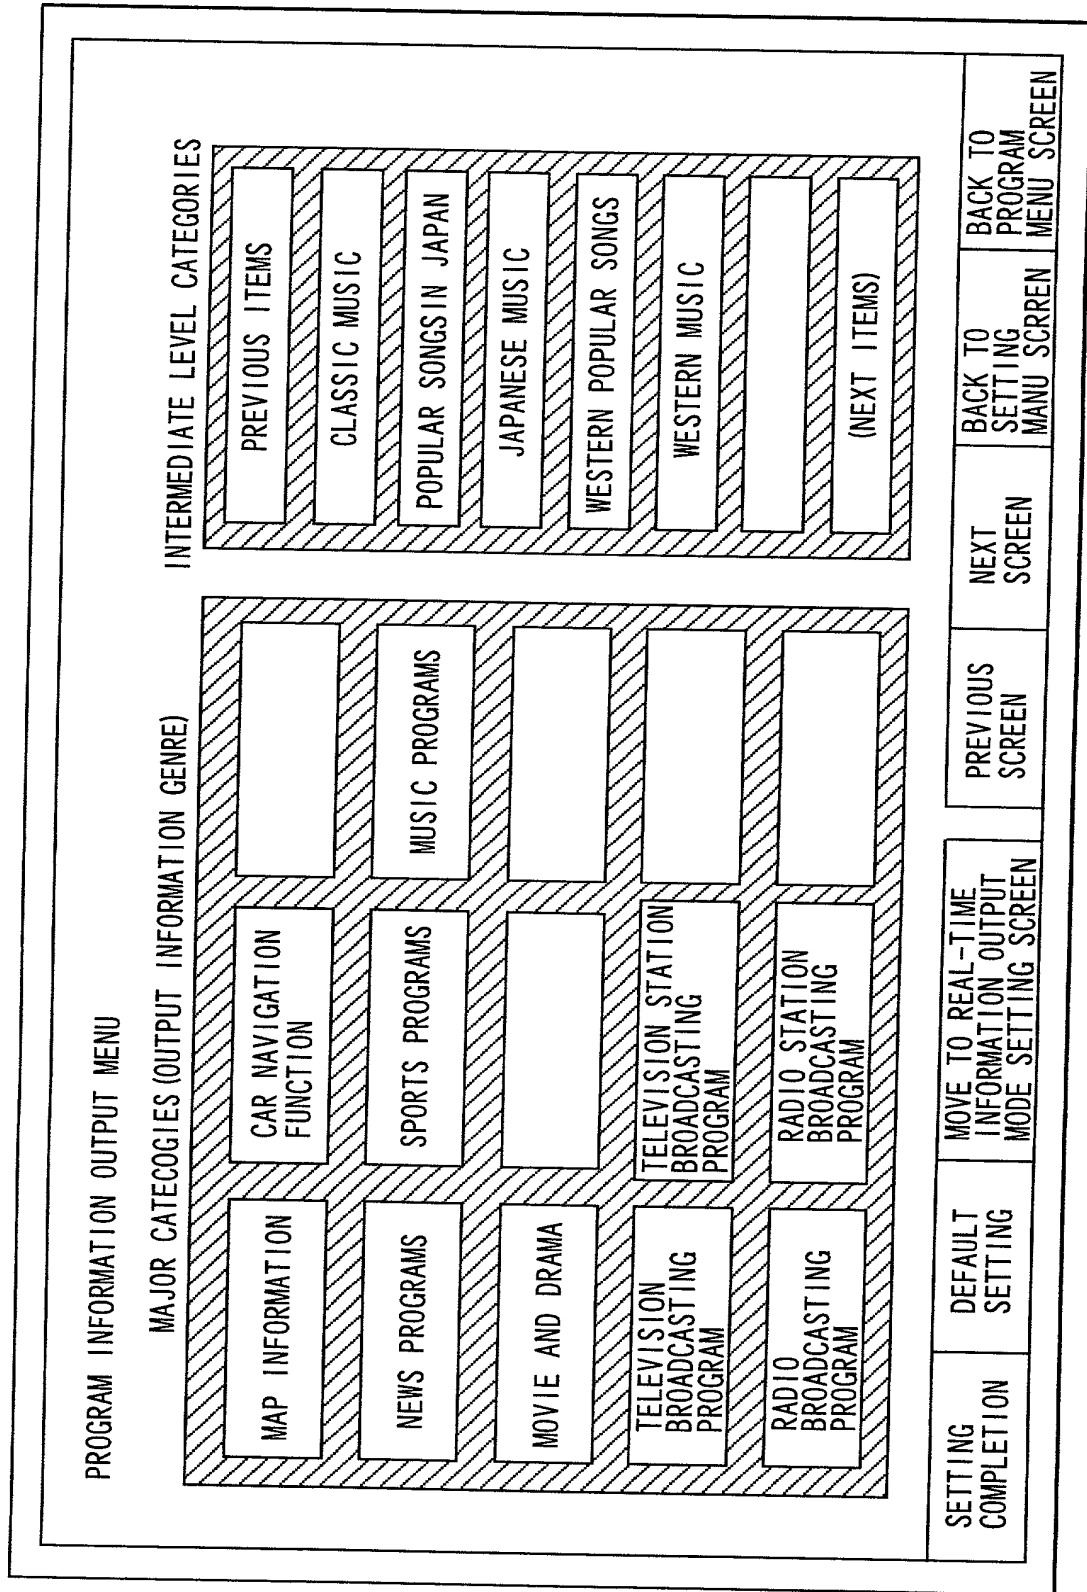 PROGRAM INFORMATION OUTPUT MENU
MAJOR CATECOGIES (OUTPUT INFORMATION GENRE)
MAP INFORMATION
CAR NAVIGATION
FUNCTION
NEWS PROGRAMS
SPORTS PROGRAMS
MUSIC PROGRAMS
MOVIE AND DRAMA
TELEVISION
BROADCASTING
PROGRAM
TELEVISION STATION
BROADCASTING
PROGRAM
RADIO
BROADCASTING
PROGRAM
RADIO STATION
BROADCASTING
PROGRAM
INTERMEDIATE LEVEL CATEGORIES
PREVIOUS ITEMS
CLASSIC MUSIC
POPULAR SONGSIN JAPAN
JAPANESE MUSIC
WESTERN POPULAR SONGS
WESTERN MUSIC
(NEXT ITEMS)
SETTING
COMPLETION
DEFAULT
SETTING
MOVE TO REAL-TIME
INFORMATION OUTPUT
MODE SETTING SCREEN
PREVIOUS
SCREEN
NEXT
SCREEN
BACK TO
SETTING
MANU SCRREN
BACK TO
PROGRAM
MENU SCREEN